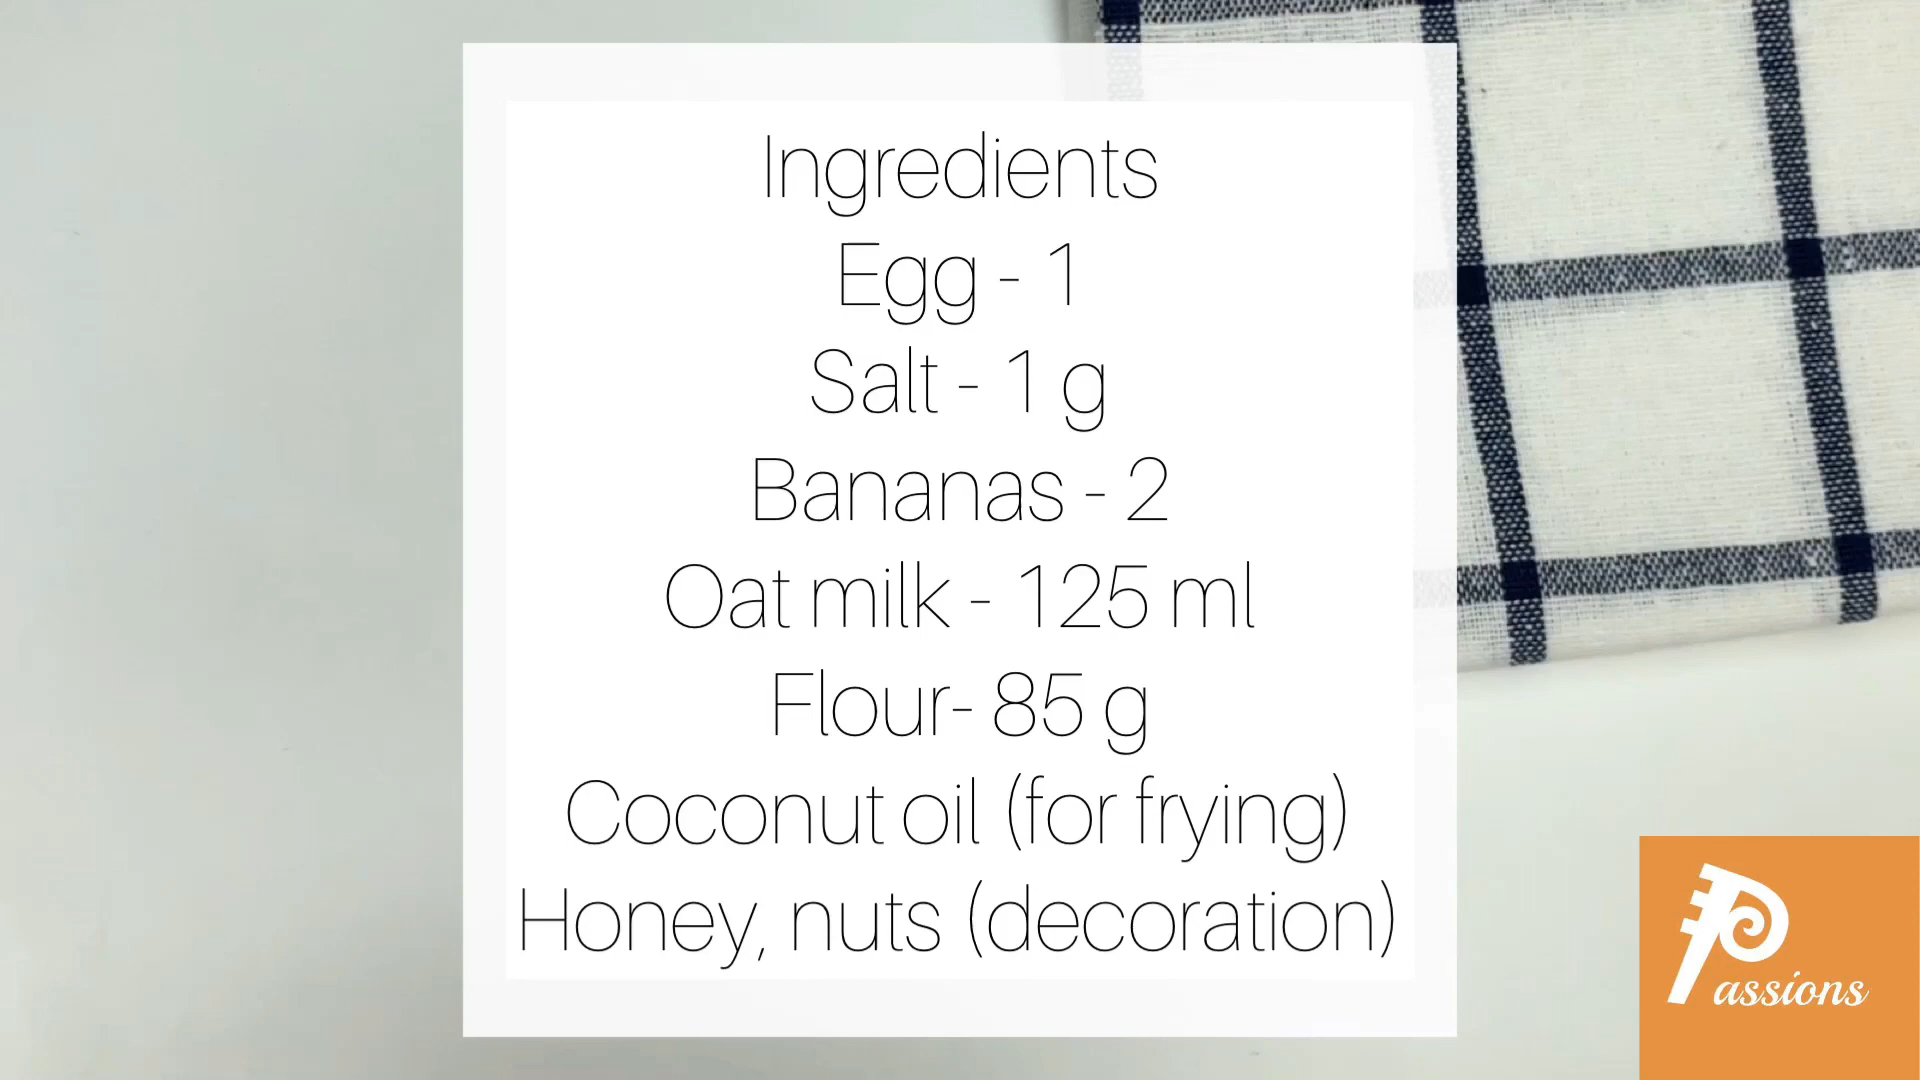 Ingredients
Egg - 1
Salt - 1 g
Bananas - 2
Oat milk - 125 ml
Flour- 85 g
Coconut oil (for frying)
Honey, nuts (decoration)
Passions